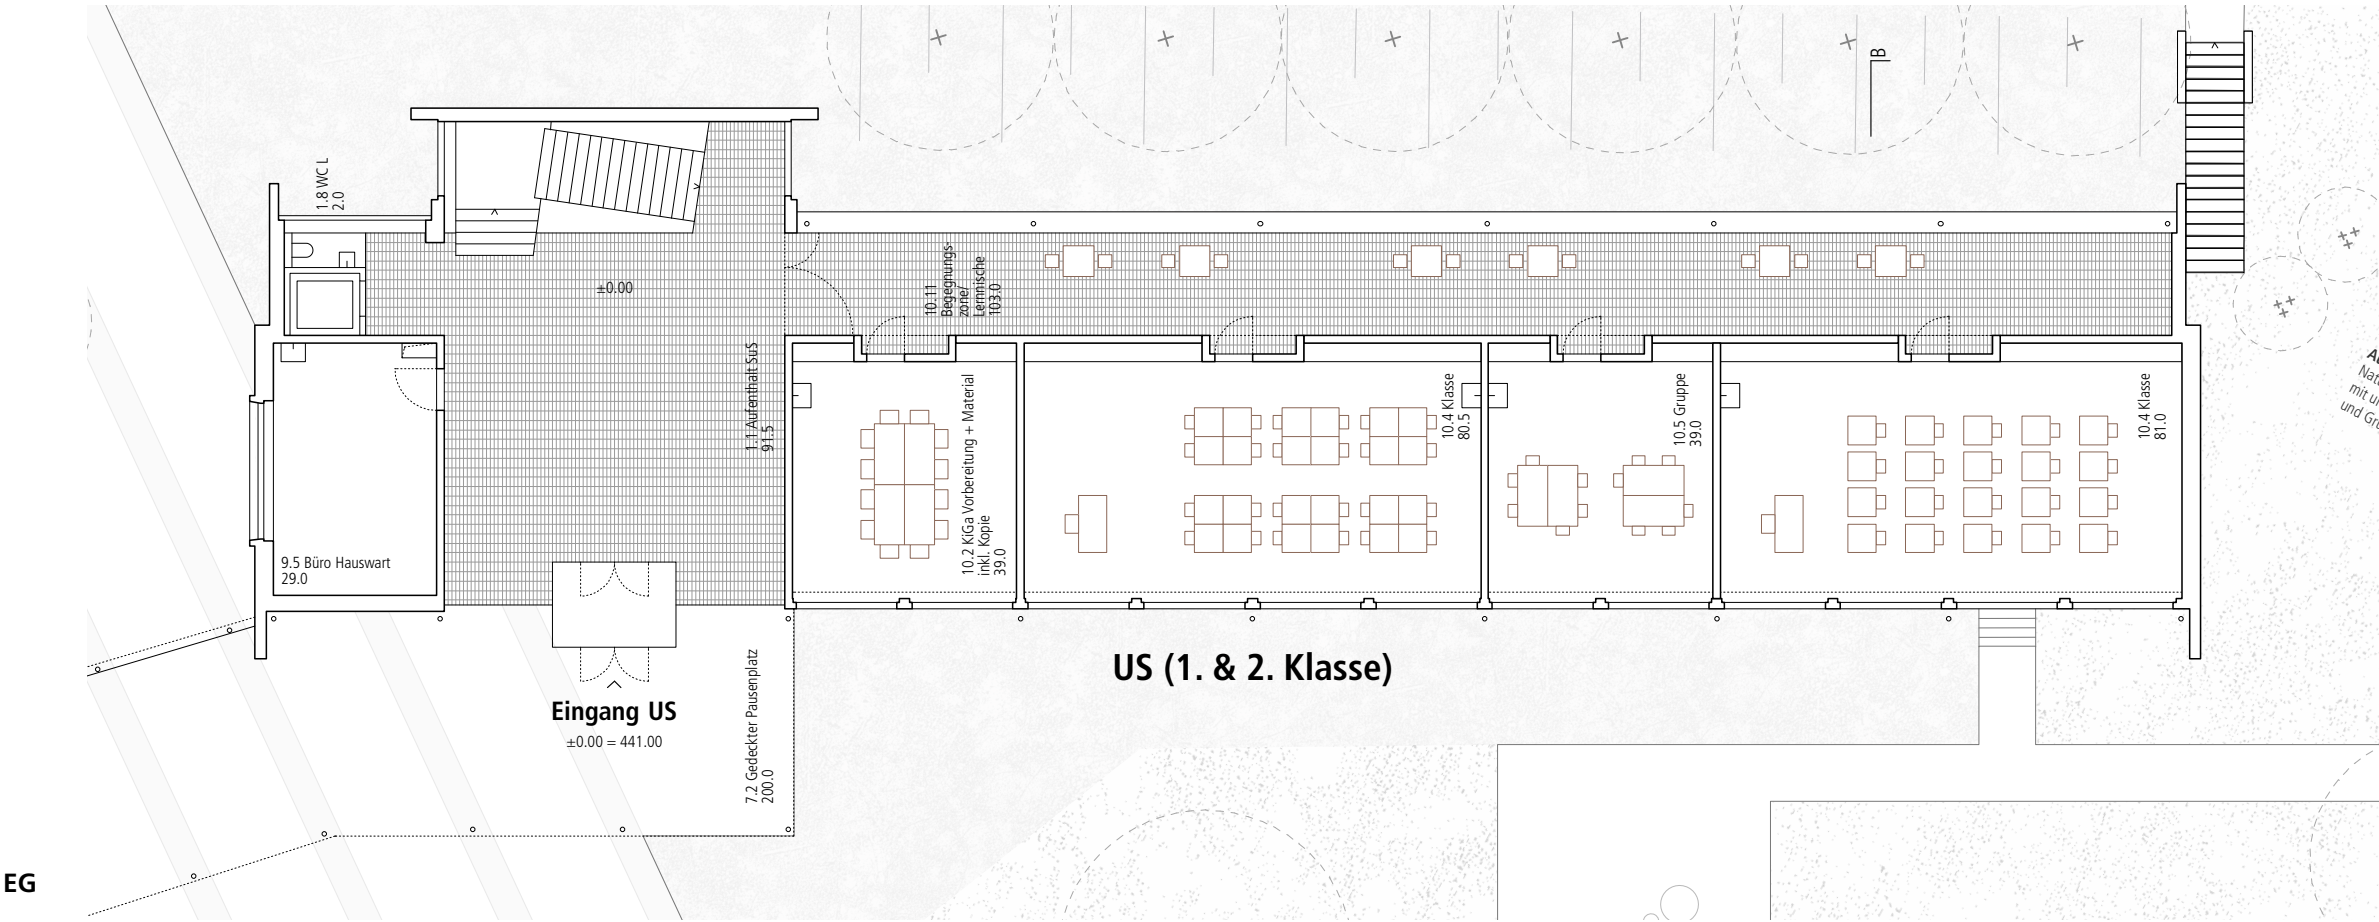 B
1.8 WC L
2.0
±0.00
10.11
Begegnungs-
zone/
Lernnische
103.0
1.1 Aufenthalt SuS
91.5
10.2 KiGa Vorbereitung + Material
inkl. Kopie
39.0
10.4 Klasse
80.5
10.5 Gruppe
39.0
10.4 Klasse
81.0
9.5 Büro Hauswart
29.0
US (1. & 2. Klasse)
Eingang US
±0.00 = 441.00
7.2 Gedeckter Pausenplatz
200.0
mit
und
EG